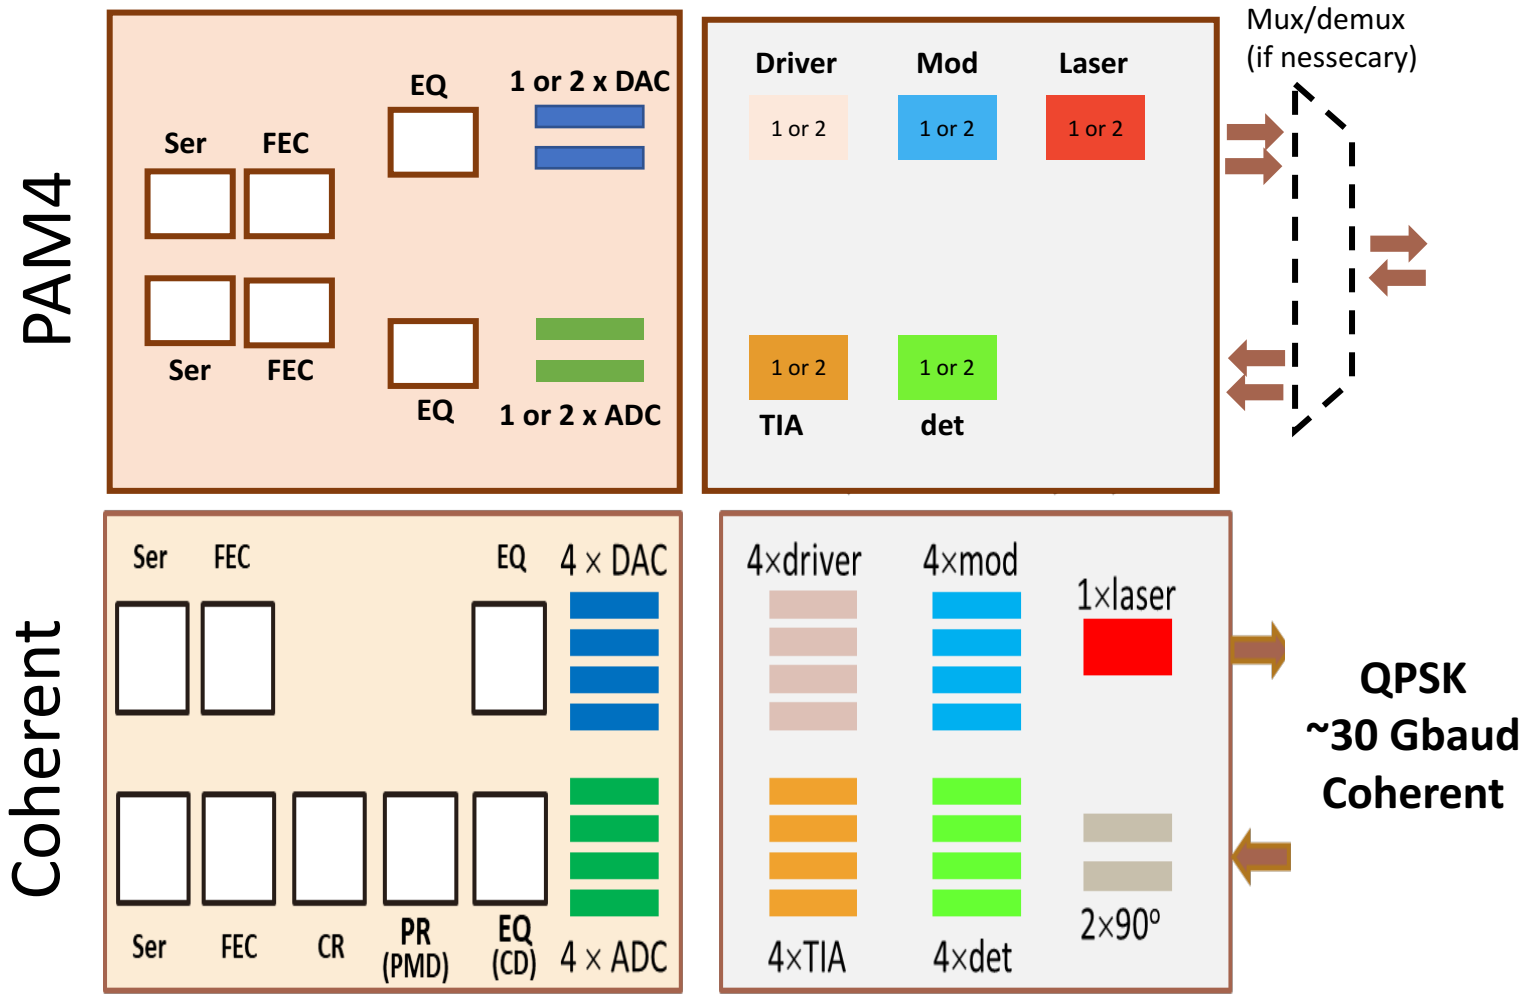 PAM4
Ser
FEC
EQ
1 or 2 x DAC
Ser
FEC
EQ
1 or 2 x ADC
Driver
Mod
Laser
1 or 2
1 or 2
1 or 2
1 or 2
1 or 2
TIA
det
Mux/demux
(if nessecary)
Coherent
Ser
FEC
EQ
4 × DAC
Ser
FEC
CR
PR
(PMD)
EQ
(CD)
4 × ADC
4×driver
4×mod
1×laser
4×TIA
4×det
2×90º
QPSK
~30 Gbaud
Coherent